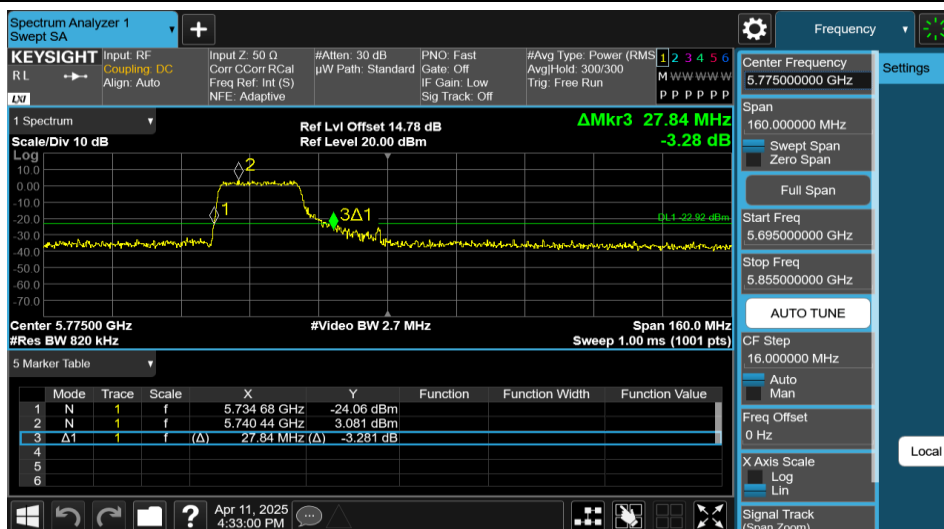 Spectrum Analyzer 1
Swept SA
+
Frequency
KEYSIGHT
R L
LXI
Input: RF
Coupling: DC
Align: Auto
Input Z: 50 Ω
Corr CCorr RCal
Freq Ref: Int (S)
NFE: Adaptive
#Atten: 30 dB
µW Path: Standard
PNO: Fast
Gate: Off
IF Gain: Low
Sig Track: Off
#Avg Type: Power (RMS
Avg|Hold: 300/300
Trig: Free Run
1 2 3 4 5 6
M W W W W W
P P P P P P
Center Frequency
5.775000000 GHz
Settings
Span
160.000000 MHz
Swept Span
Zero Span
Full Span
Start Freq
5.695000000 GHz
Stop Freq
5.855000000 GHz
AUTO TUNE
CF Step
16.000000 MHz
Auto
Man
Freq Offset
0 Hz
X Axis Scale
Log
Lin
Signal Track
(Span Zoom)
Local
1 Spectrum
Scale/Div 10 dB
Ref Lvl Offset 14.78 dB
Ref Level 20.00 dBm
ΔMkr3 27.84 MHz
-3.28 dB
Log
10.0
0.00
-10.0
-20.0
-30.0
-40.0
-50.0
-60.0
-70.0
2
1
3Δ1
DL1 -22.92 dBm
Center 5.77500 GHz
#Video BW 2.7 MHz
Span 160.0 MHz
#Res BW 820 kHz
Sweep 1.00 ms (1001 pts)
5 Marker Table
Mode Trace Scale X Y Function Function Width Function Value
1 N 1 f 5.734 68 GHz -24.06 dBm
2 N 1 f 5.740 44 GHz 3.081 dBm
3 Δ1 1 f (Δ) 27.84 MHz (Δ) -3.281 dB
4
5
6
?
Apr 11, 2025
4:33:00 PM